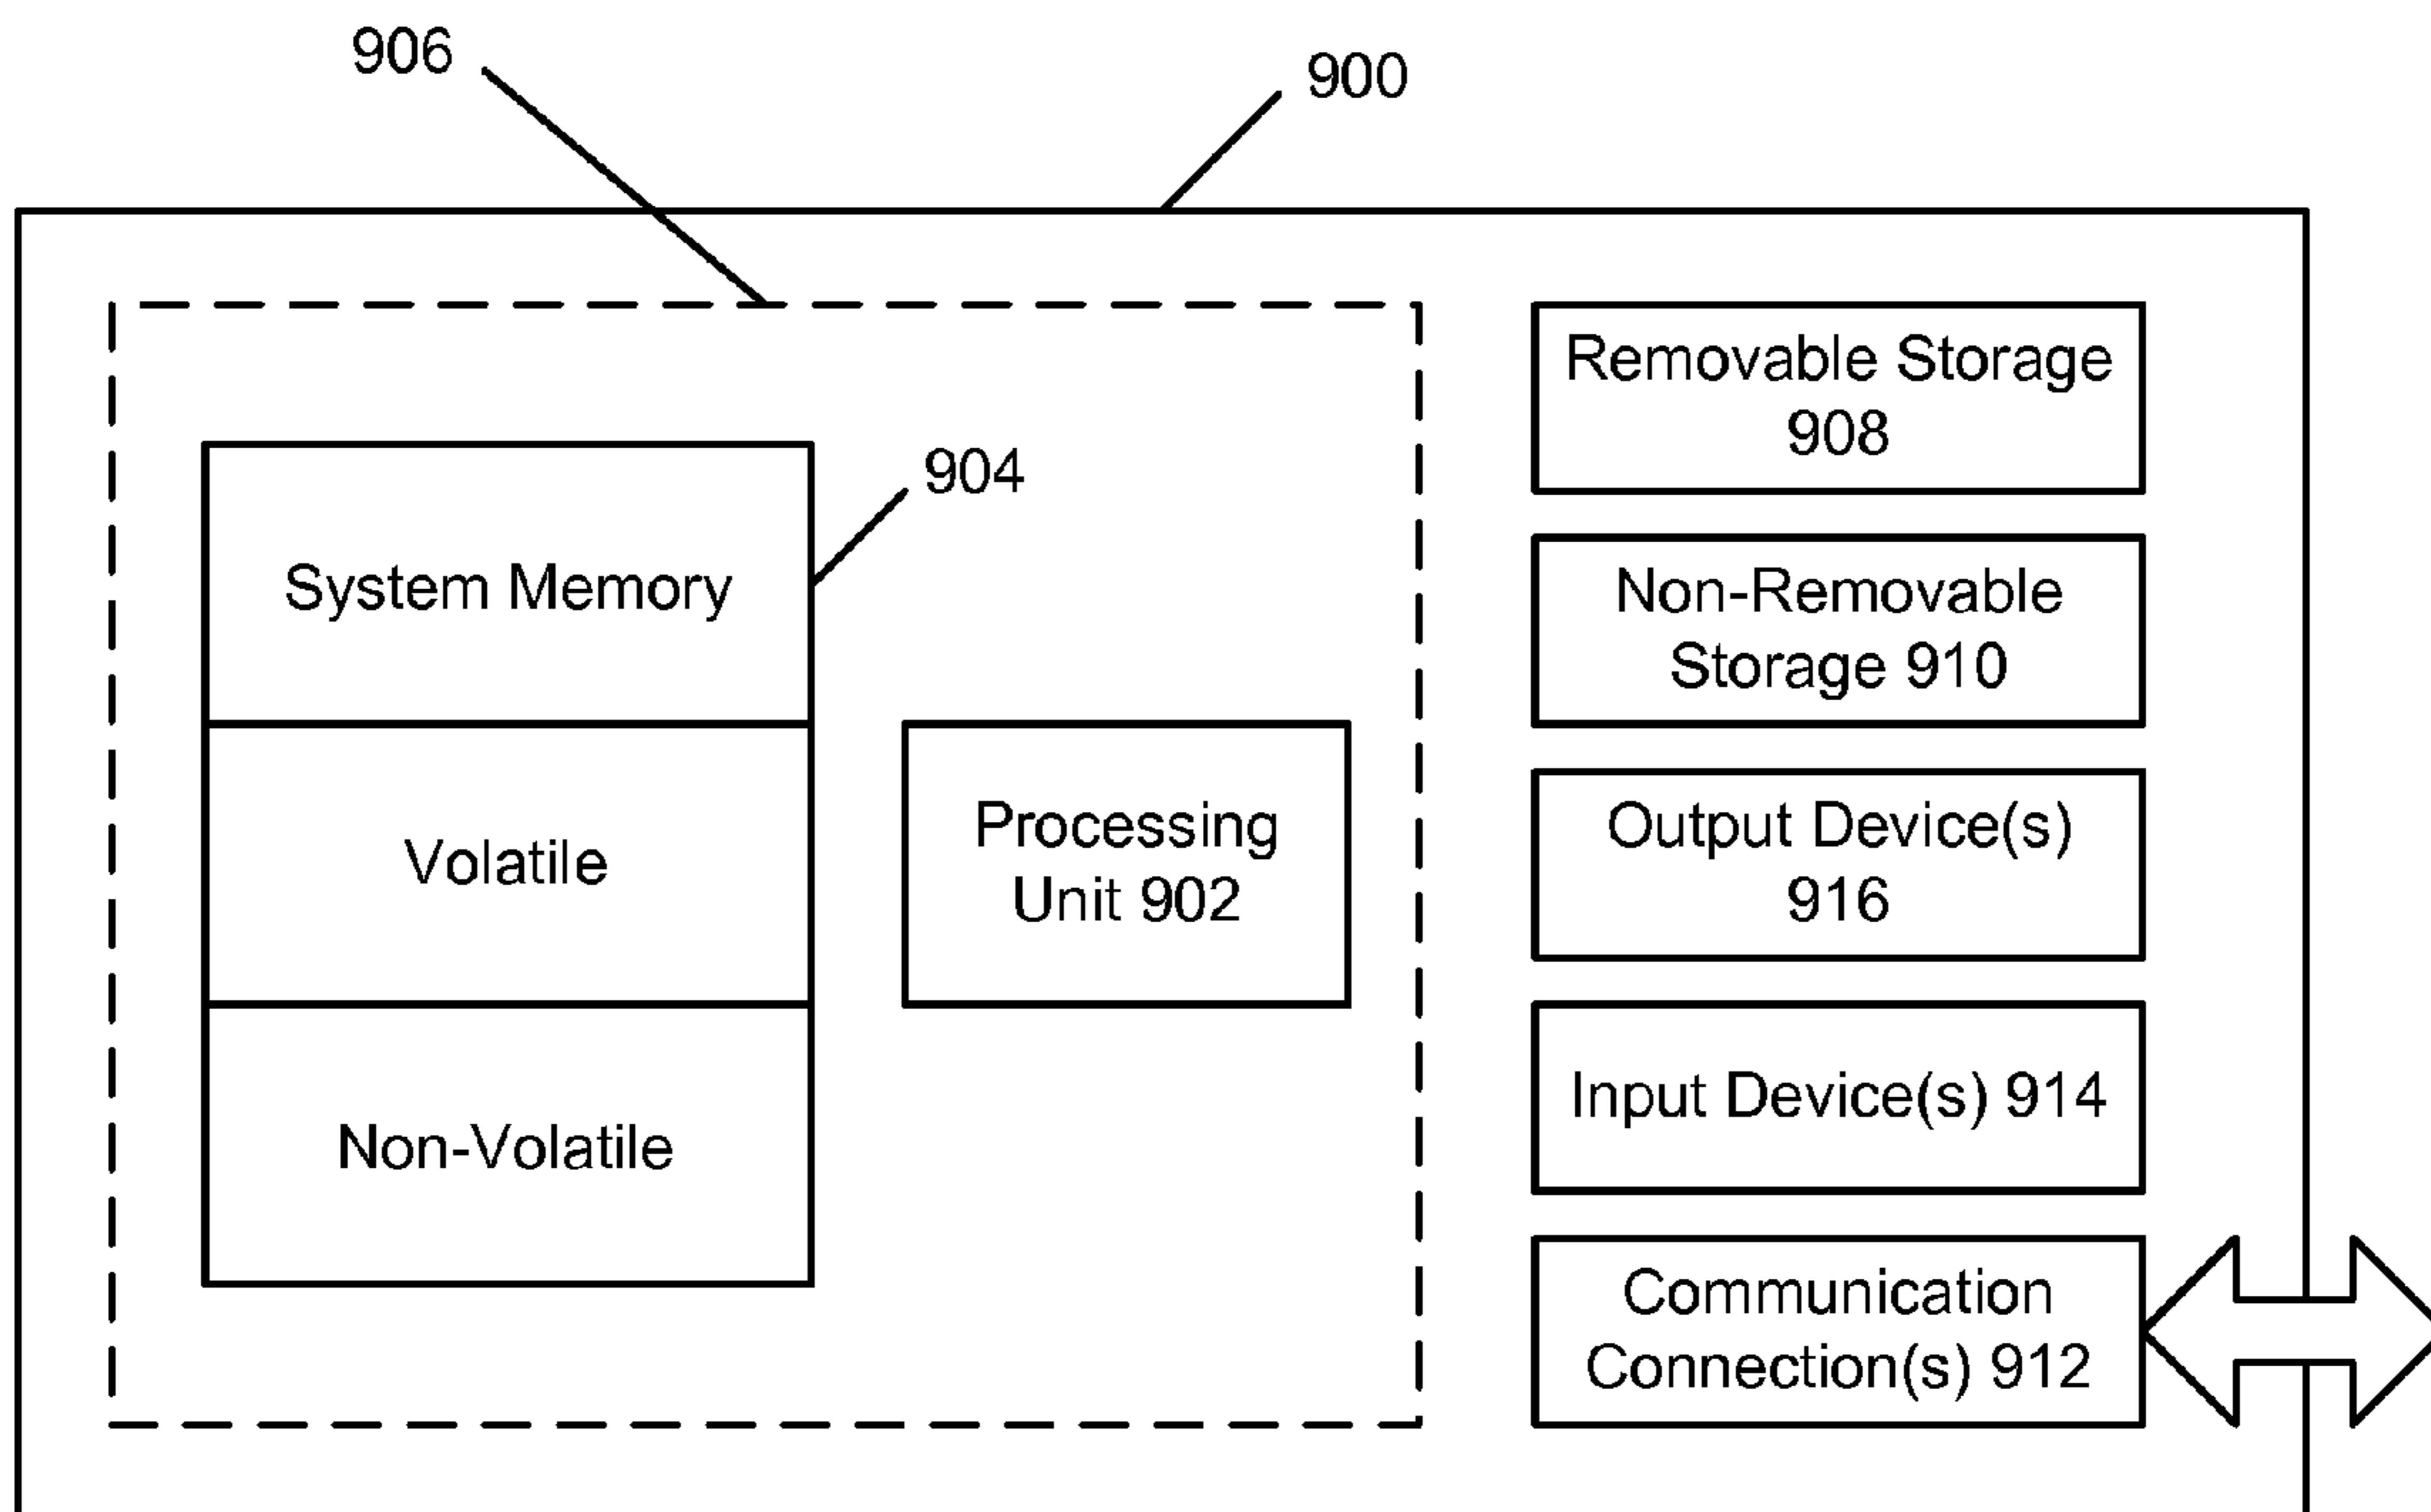 906
900
904
System Memory
Volatile
Non-Volatile
Processing
Unit 902
Removable Storage
908
Non-Removable
Storage 910
Output Device(s)
916
Input Device(s) 914
Communication
Connection(s) 912